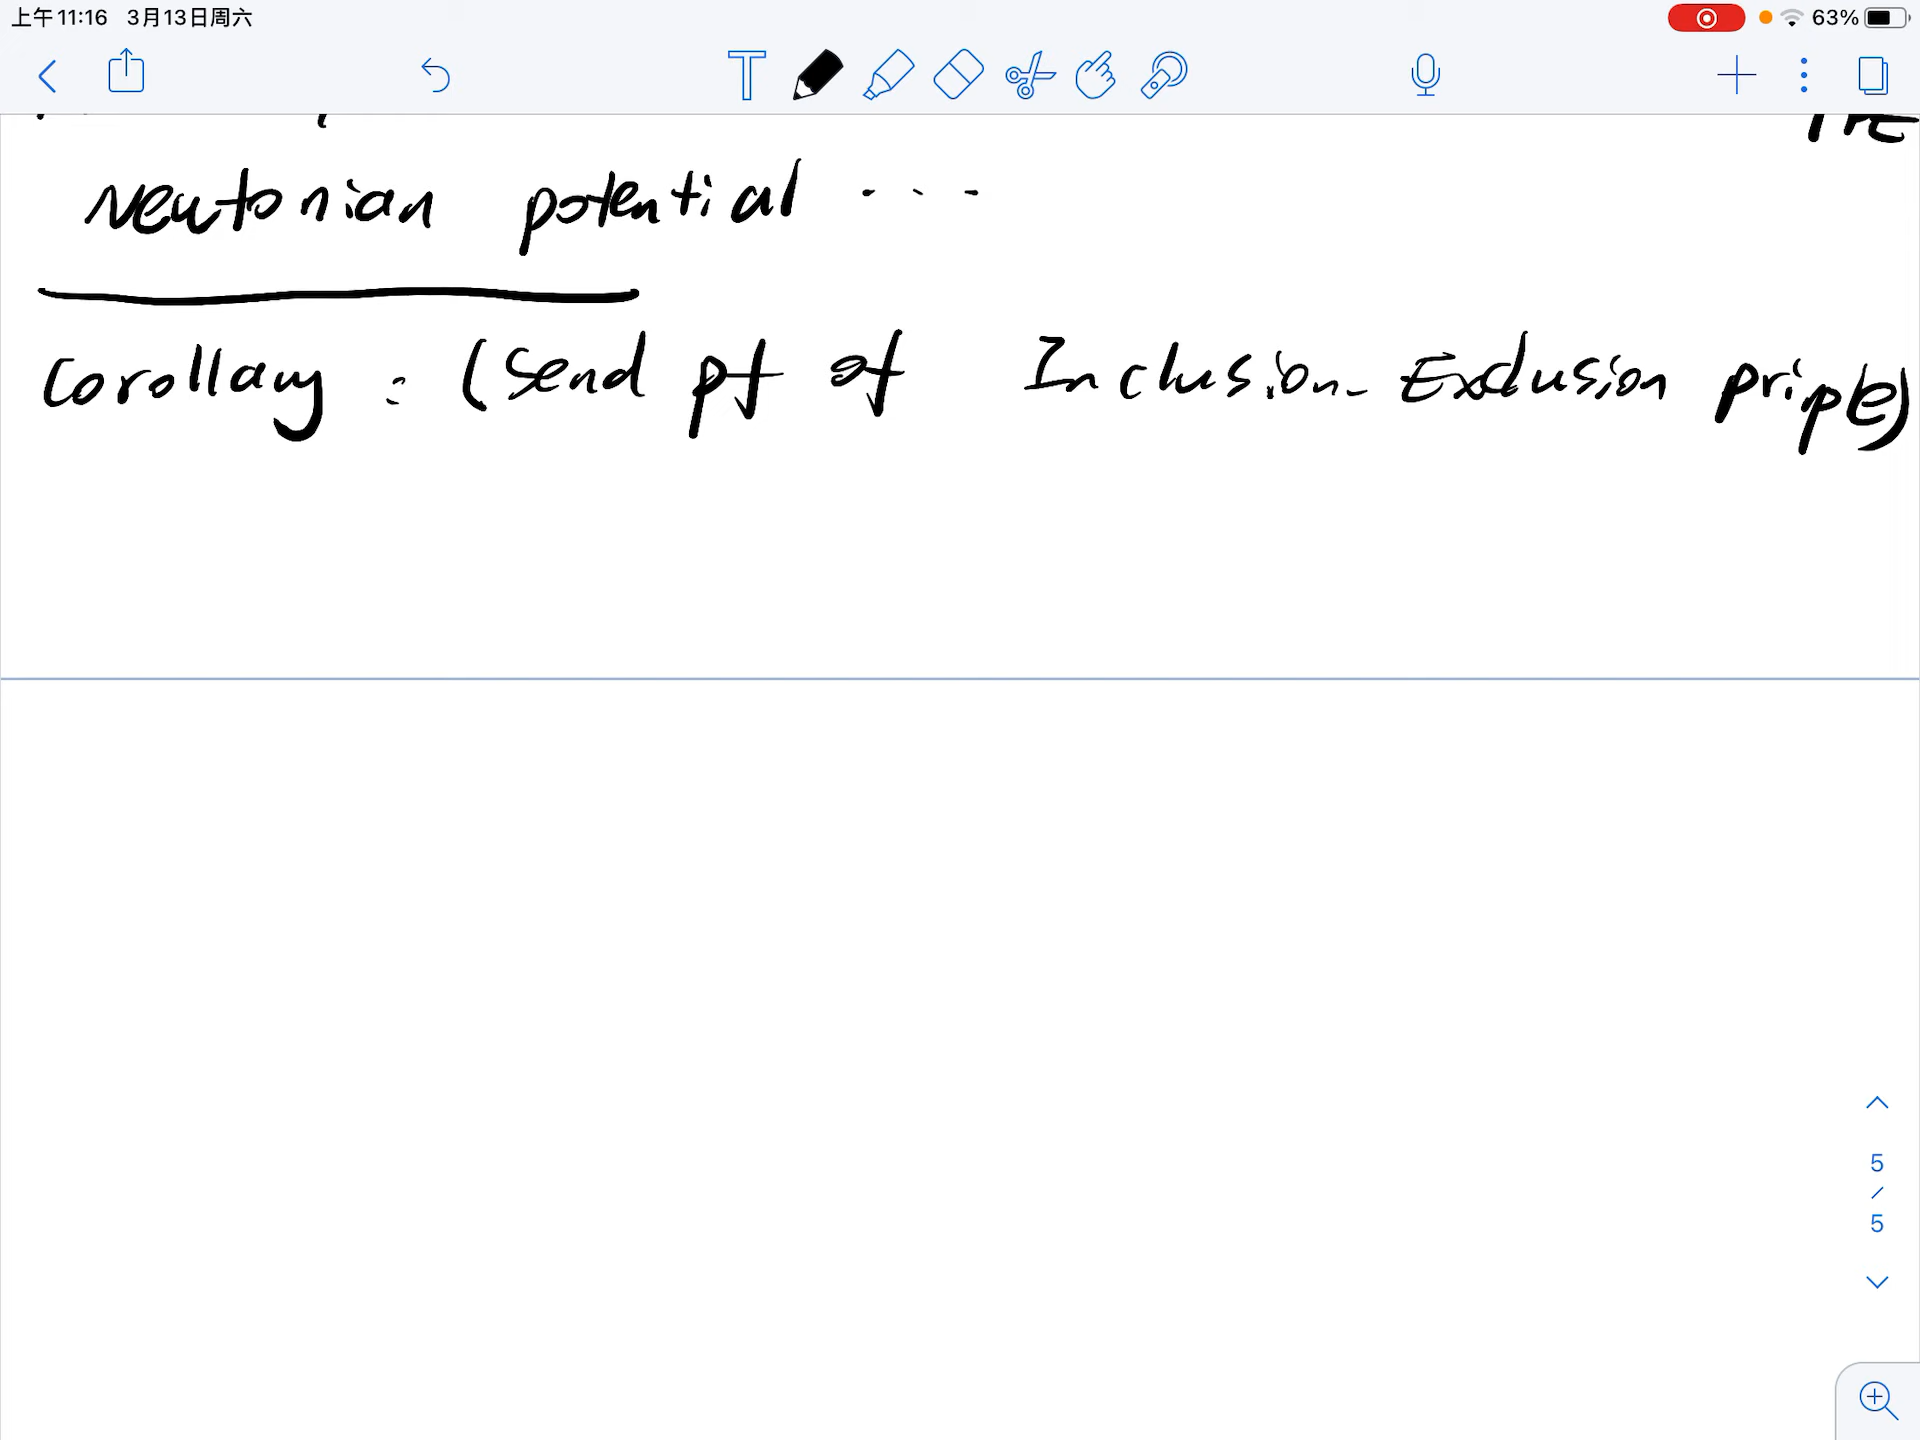 上午11:16 3月13日周六
63%
T
the
Newtonian potential ...
Corollary : (Send pf of Inclusion-Exclusion priple)
5
/
5